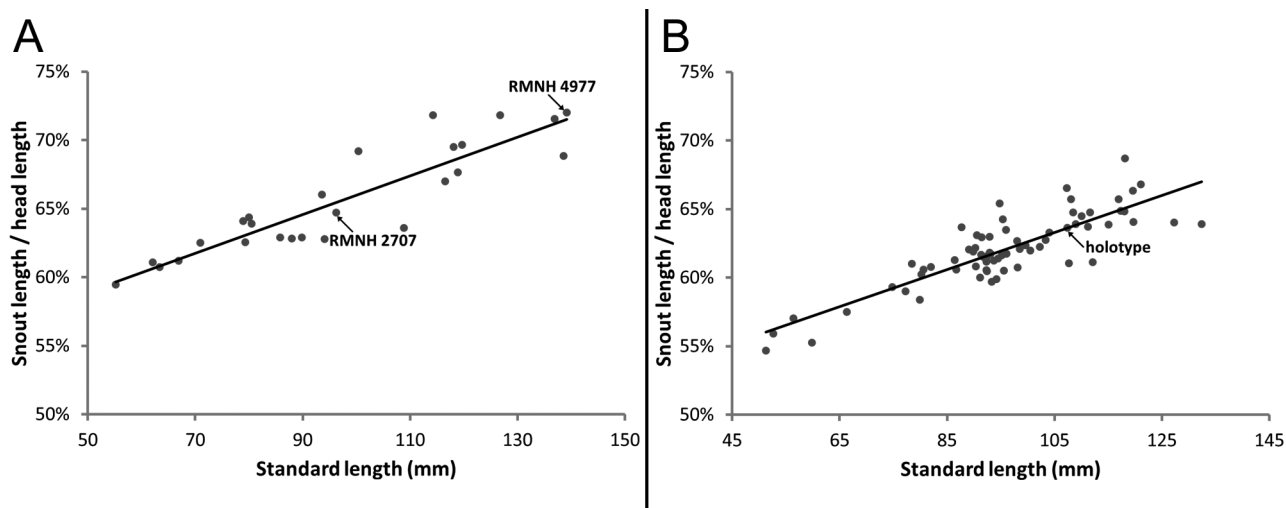 A
Snout length / head length
75%
70%
65%
60%
55%
50%
RMNH 4977
RMNH 2707
50 70 90 110 130 150
Standard length (mm)
B
Snout length / head length
75%
70%
65%
60%
55%
50%
holotype
45 65 85 105 125 145
Standard length (mm)